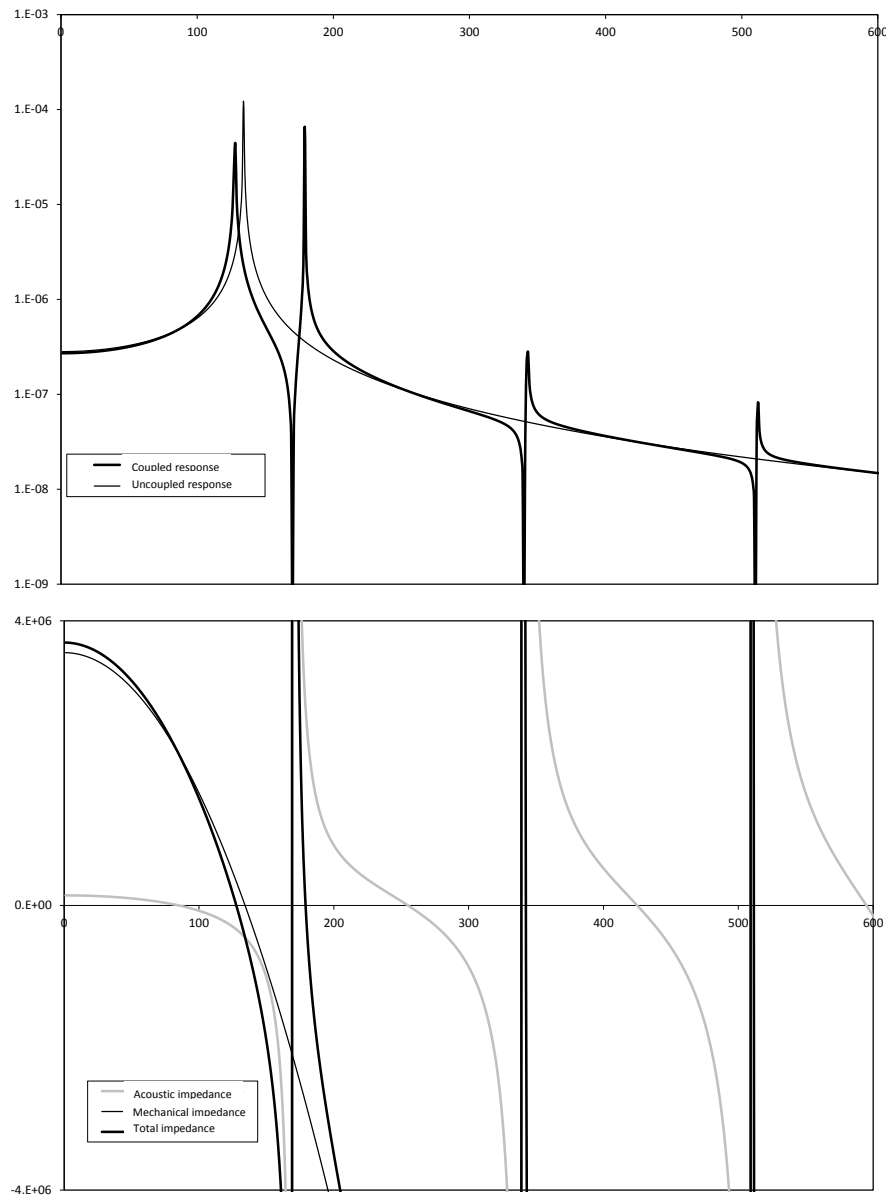 1.E-03
0 100 200 300 400 500 600
1.E-04
1.E-05
1.E-06
1.E-07
Coupled response
Uncoupled response
1.E-08
1.E-09
4.E+06
0.E+00
0 100 200 300 400 500 600
Acoustic impedance
Mechanical impedance
Total impedance
-4.E+06